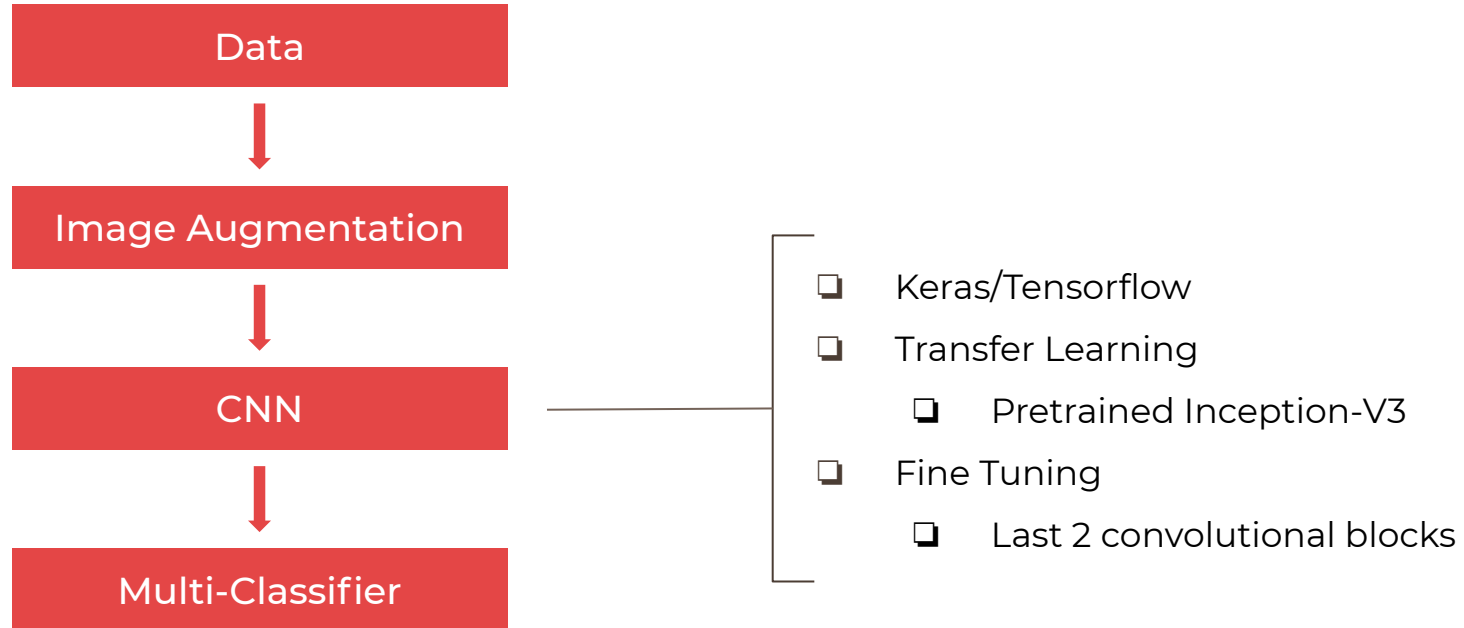 Data
Image Augmentation
CNN
Multi-Classifier
Keras/Tensorflow
Transfer Learning
Pretrained Inception-V3
Fine Tuning
Last 2 convolutional blocks